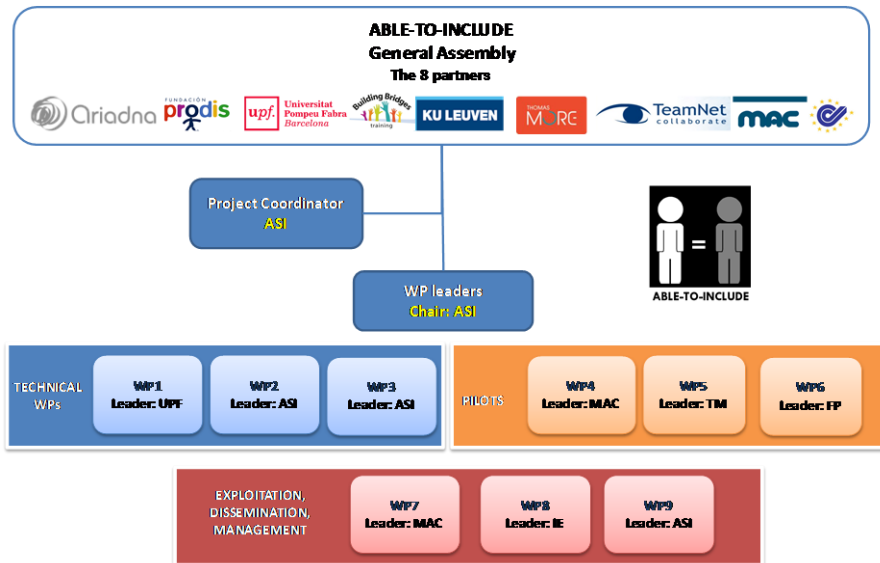 ABLE-TO-INCLUDE
General Assembly
The 8 partners
Ariadna
FUNDACIÓN
prodis
upf.
Universitat
Pompeu Fabra
Barcelona
Building Bridges
training
KU LEUVEN
THOMAS
MORE
TeamNet
collaborate
mac
Project Coordinator
ASI
=
ABLE-TO-INCLUDE
WP leaders
Chair: ASI
TECHNICAL
WPs
WP1
Leader: UPF
WP2
Leader: ASI
WP3
Leader: ASI
PILOTS
WP4
Leader: MAC
WP5
Leader: TM
WP6
Leader: FP
EXPLOITATION,
DISSEMINATION,
MANAGEMENT
WP7
Leader: MAC
WP8
Leader: IE
WP9
Leader: ASI